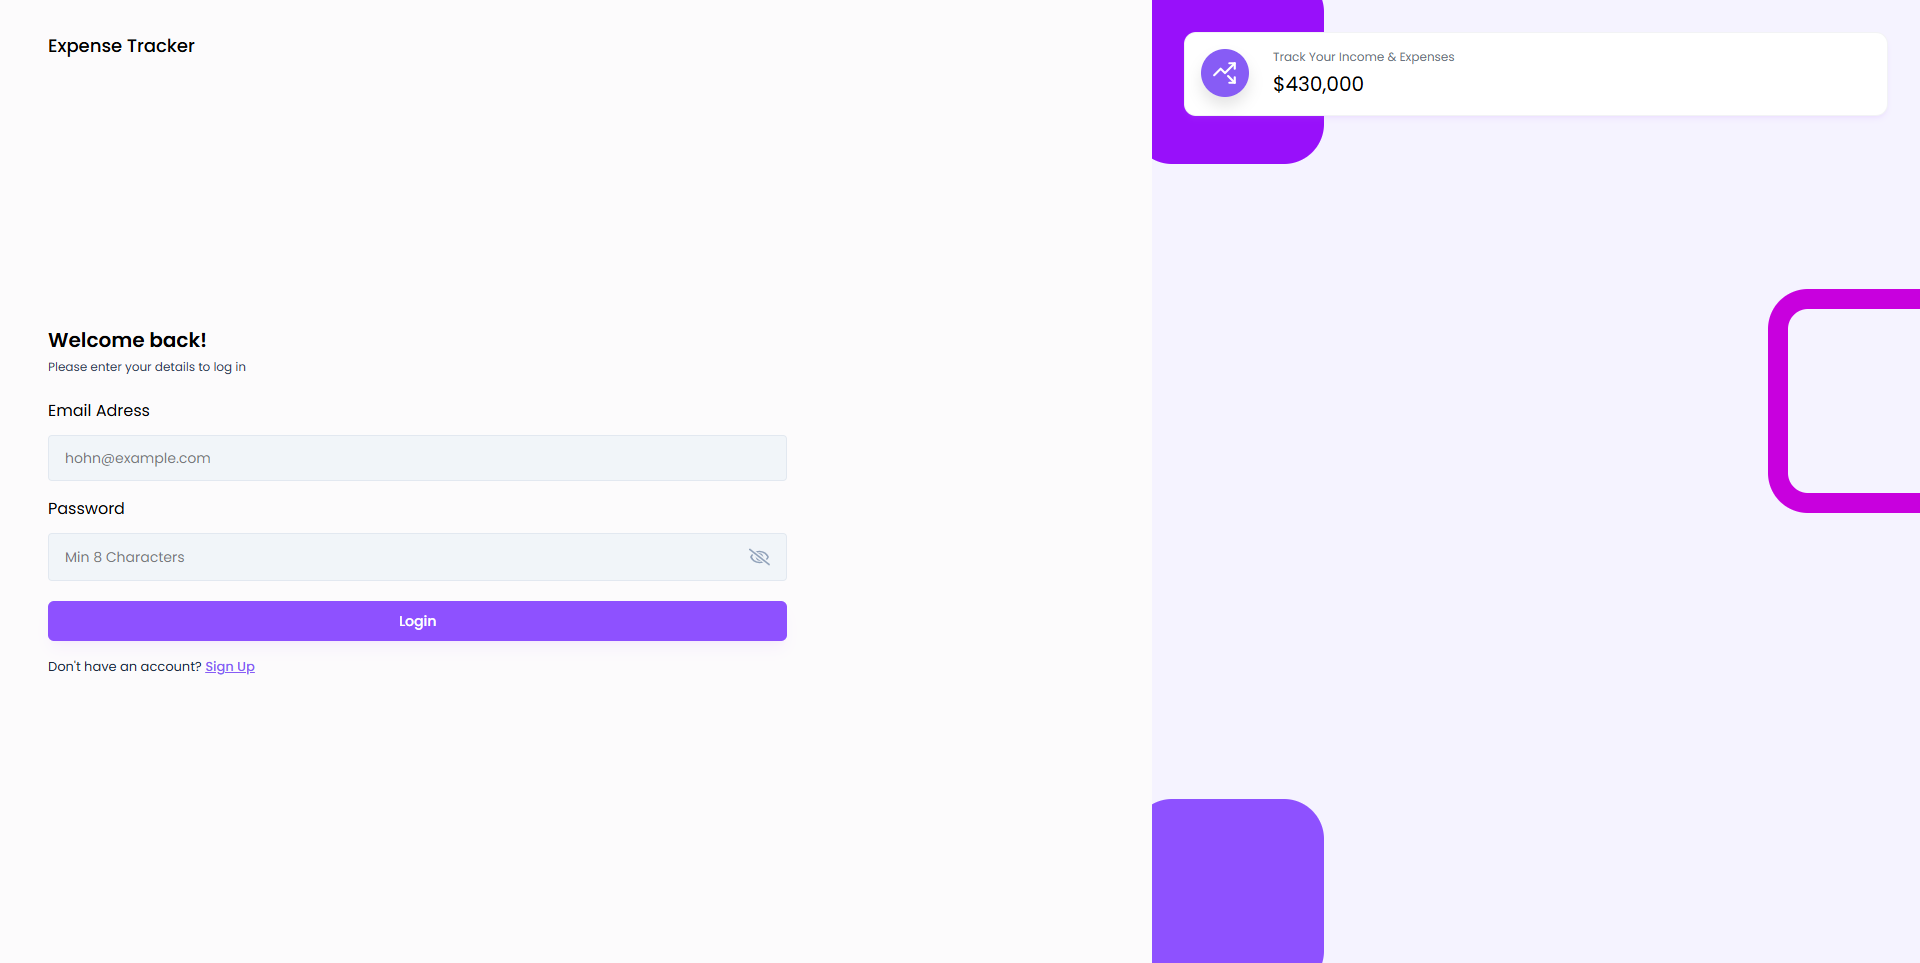 Expense Tracker
Track Your Income & Expenses
$430,000
Welcome back!
Please enter your details to log in
Email Adress
hohn@example.com
Password
Min 8 Characters
Login
Don't have an account? Sign Up